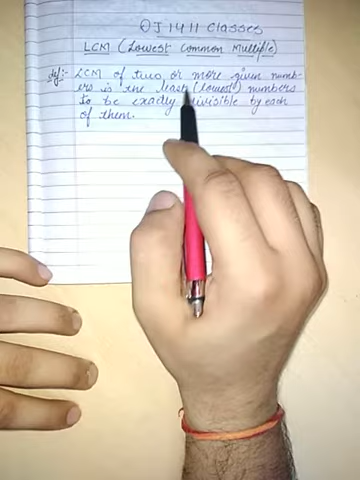 OJ 1411 Classes
LCM (Lowest Common Multiple)
Def:- LCM of two or more given numb-
ers is the least (lowest) numbers
to be exactly divisible by each
of them.